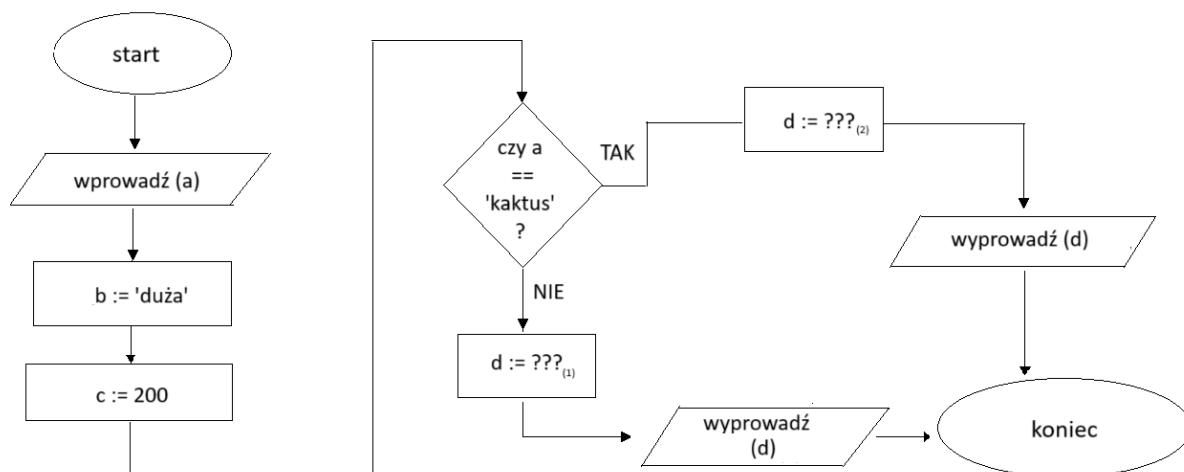 start
wprowadź (a)
b := 'duża'
c := 200
czy a
==
'kaktus'
?
TAK
NIE
d := ???(1)
wyprowadź
(d)
d := ???(2)
wyprowadź (d)
koniec